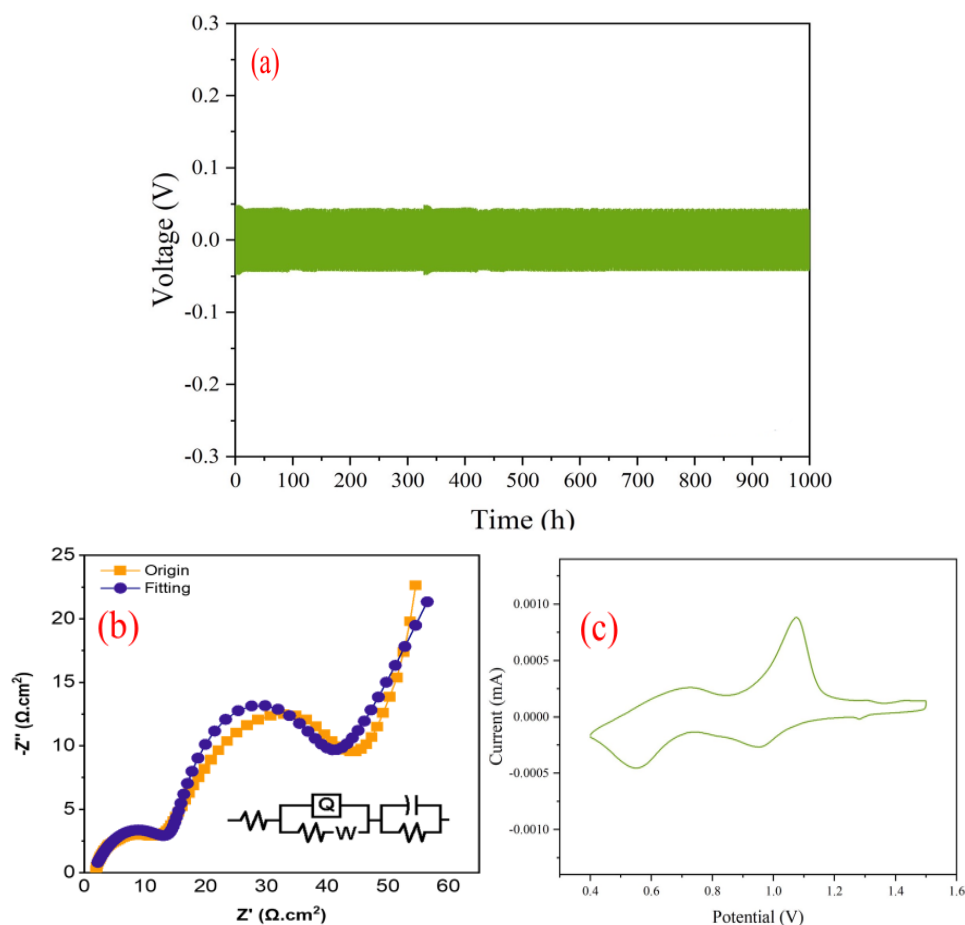 (a)
Voltage (V)
0.3
0.2
0.1
0.0
-0.1
-0.2
-0.3
0 100 200 300 400 500 600 700 800 900 1000
Time (h)
(b)
Origin
Fitting
-Z'' (Ω.cm²)
25
20
15
10
5
0
Q
W
0 10 20 30 40 50 60
Z' (Ω.cm²)
(c)
Current (mA)
0.0010
0.0005
0.0000
-0.0005
-0.0010
0.4 0.6 0.8 1.0 1.2 1.4 1.6
Potential (V)